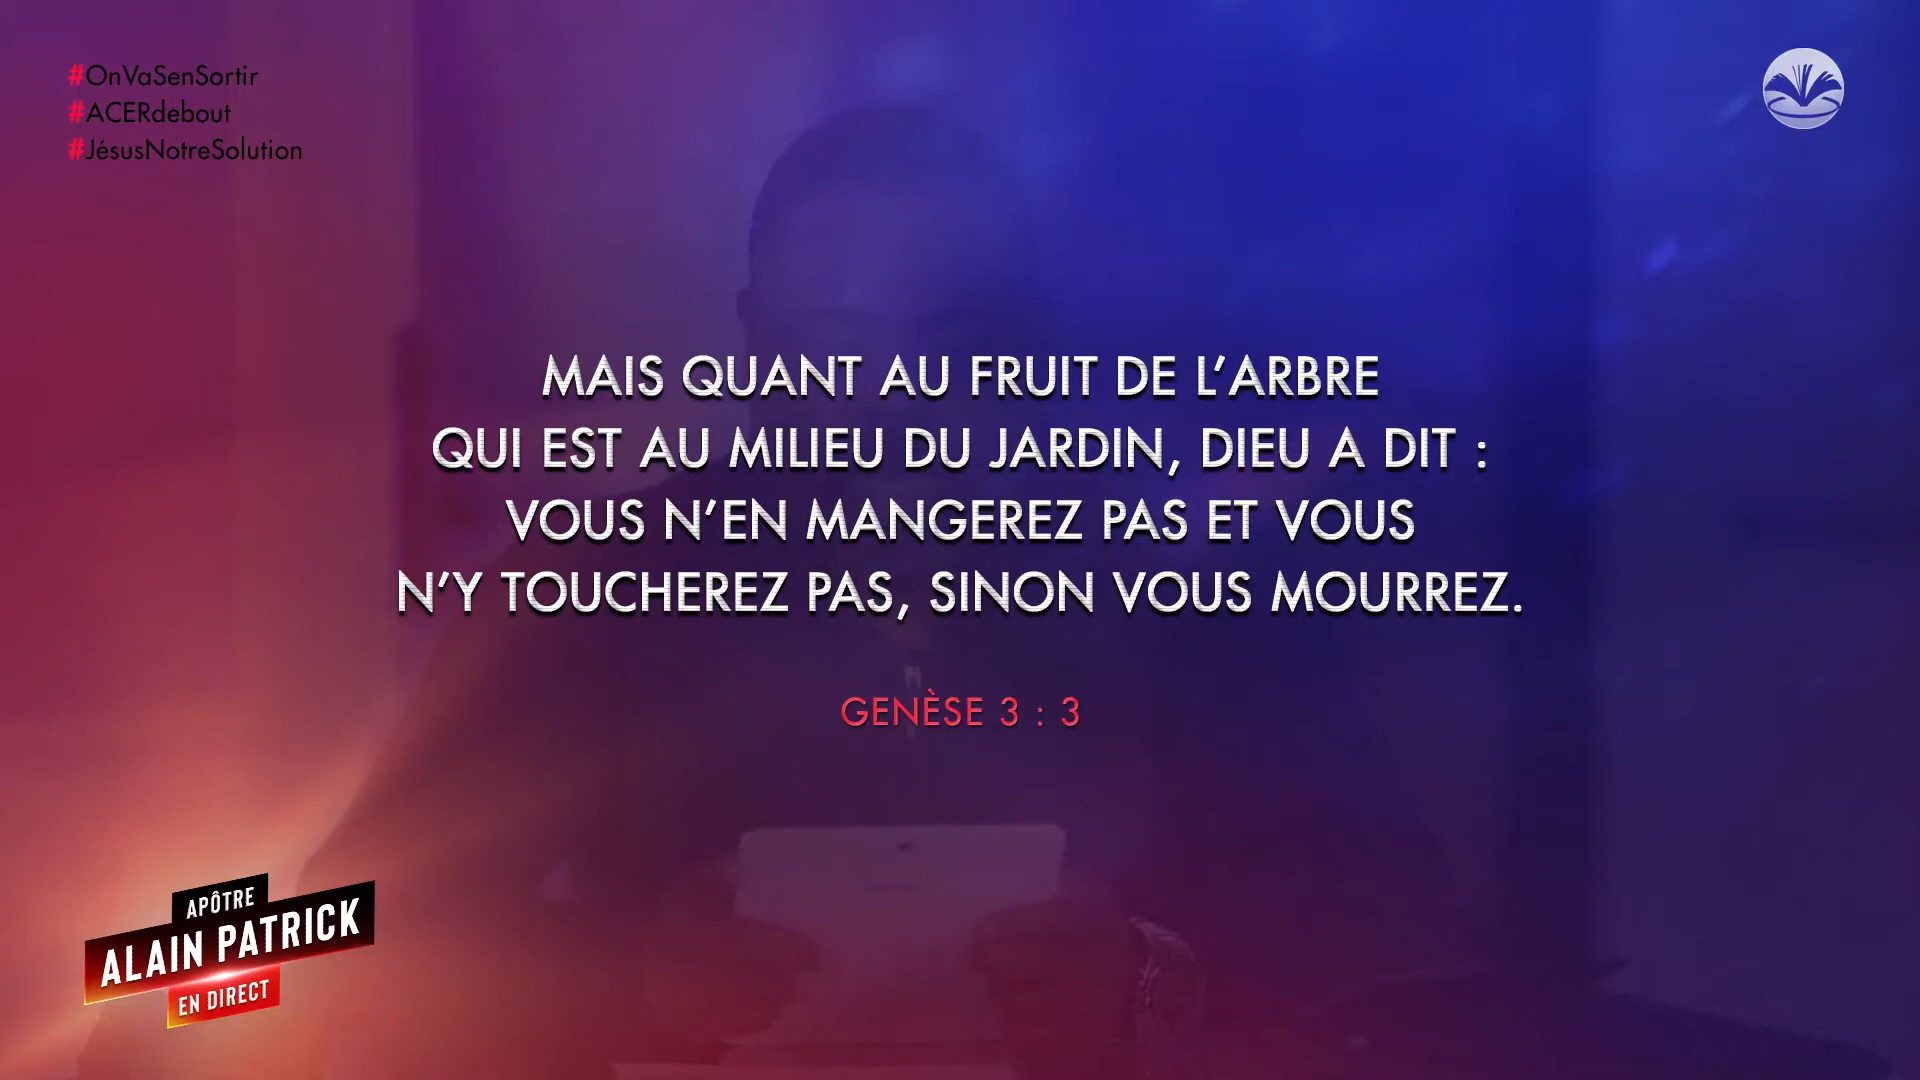 #OnVaSenSortir
#ACERdebout
#JésusNotreSolution
MAIS QUANT AU FRUIT DE L’ARBRE
QUI EST AU MILIEU DU JARDIN, DIEU A DIT :
VOUS N’EN MANGEREZ PAS ET VOUS
N’Y TOUCHEREZ PAS, SINON VOUS MOURREZ.
GENÈSE 3 : 3
APÔTRE
ALAIN PATRICK
EN DIRECT